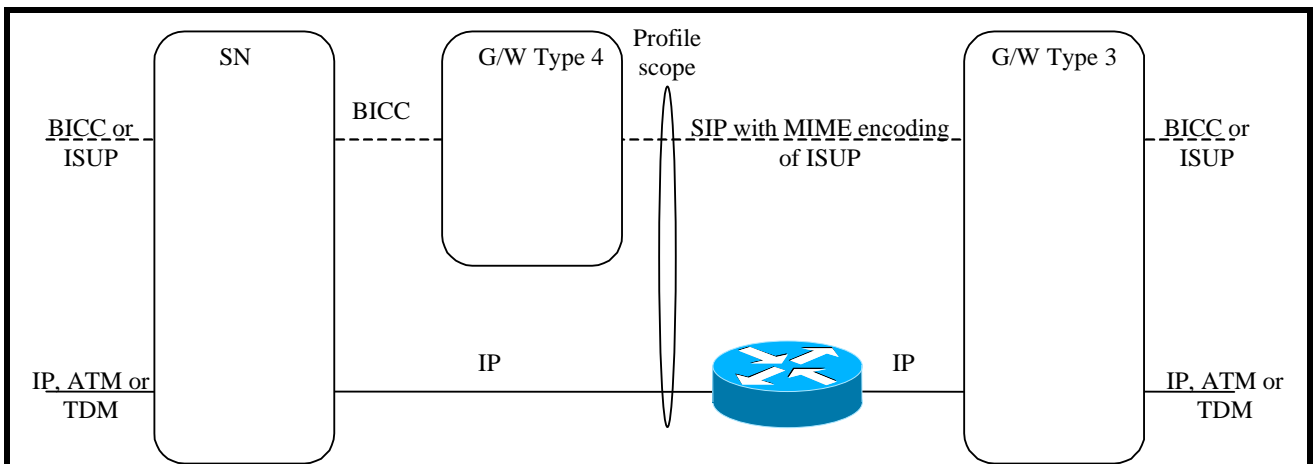 SN
G/W Type 4
Profile
scope
G/W Type 3
BICC or
ISUP
BICC
SIP with MIME encoding
of ISUP
BICC or
ISUP
IP, ATM or
TDM
IP
IP
IP, ATM or
TDM